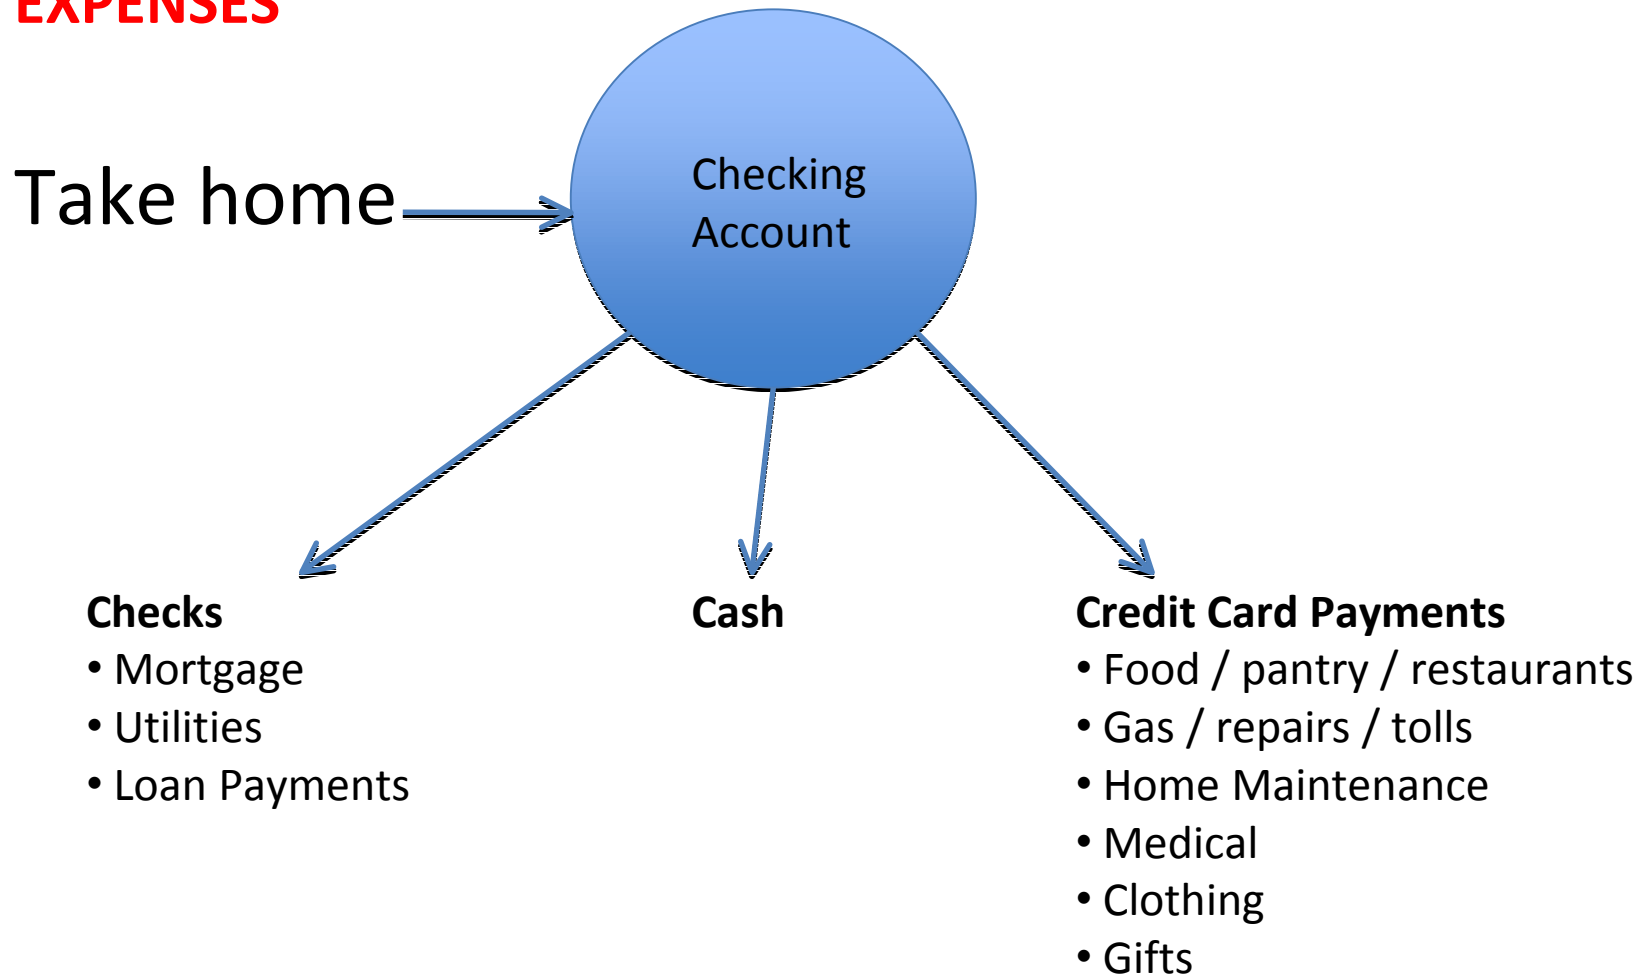 EXPENSES
Take home
Checking
Account
Checks
• Mortgage
• Utilities
• Loan Payments
Cash
Credit Card Payments
• Food / pantry / restaurants
• Gas / repairs / tolls
• Home Maintenance
• Medical
• Clothing
• Gifts